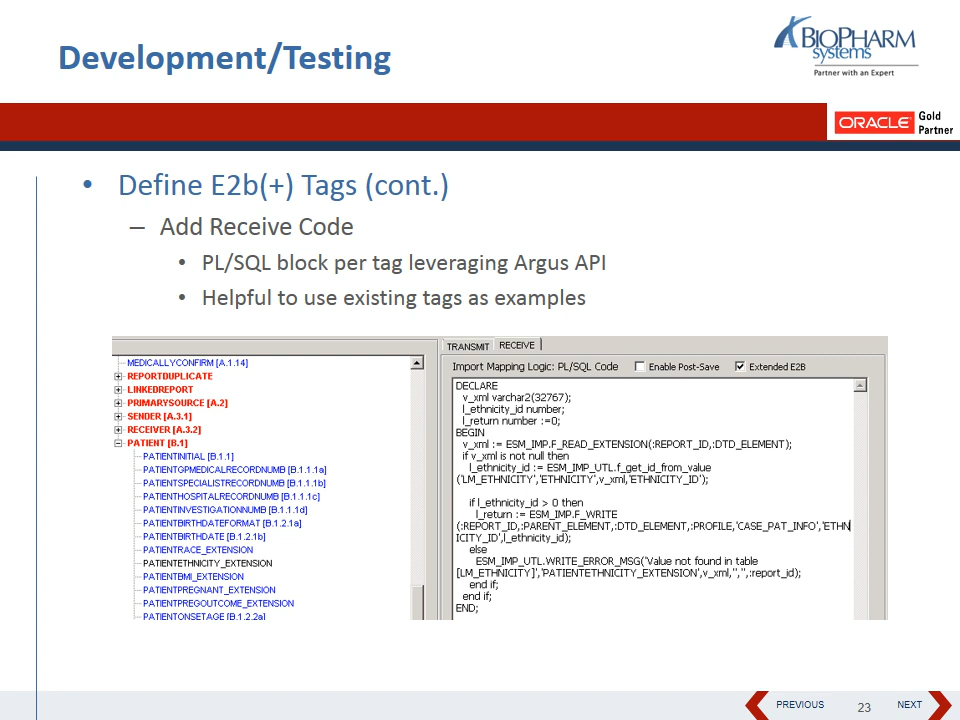 Development/Testing
BIOPHARM
systems
Partner with an Expert
ORACLE
Gold
Partner
• Define E2b(+) Tags (cont.)
– Add Receive Code
• PL/SQL block per tag leveraging Argus API
• Helpful to use existing tags as examples
MEDICALLYCONFIRM [A.1.14]
REPORTDUPLICATE
LINKEDREPORT
PRIMARYSOURCE [A.2]
SENDER [A.3.1]
RECEIVER [A.3.2]
PATIENT [B.1]
PATIENTINITIAL [B.1.1]
PATIENTGPMEDICALRECORDNUMB [B.1.1.1a]
PATIENTSPECIALISTRECORDNUMB [B.1.1.1b]
PATIENTHOSPITALRECORDNUMB [B.1.1.1c]
PATIENTINVESTIGATIONNUMB [B.1.1.1d]
PATIENTBIRTHDATEFORMAT [B.1.2.1a]
PATIENTBIRTHDATE [B.1.2.1b]
PATIENTRACE_EXTENSION
PATIENTETHNICITY_EXTENSION
PATIENTBMI_EXTENSION
PATIENTPREGNANT_EXTENSION
PATIENTPREGOUTCOME_EXTENSION
PATIENTONSETAGE [B.1.2.2a]
TRANSMIT RECEIVE
Import Mapping Logic: PL/SQL Code Enable Post-Save Extended E2B
DECLARE
v_xml varchar2(32767);
l_ethnicity_id number;
l_return number :=0;
BEGIN
v_xml := ESM_IMP.F_READ_EXTENSION(:REPORT_ID,:DTD_ELEMENT);
if v_xml is not null then
l_ethnicity_id := ESM_IMP_UTL.f_get_id_from_value
('LM_ETHNICITY','ETHNICITY',v_xml,'ETHNICITY_ID');
if l_ethnicity_id > 0 then
l_return := ESM_IMP.F_WRITE
(:REPORT_ID,:PARENT_ELEMENT,:DTD_ELEMENT,:PROFILE,'CASE_PAT_INFO','ETHN
ICITY_ID',l_ethnicity_id);
else
ESM_IMP_UTL.WRITE_ERROR_MSG('Value not found in table
[LM_ETHNICITY]','PATIENTETHNICITY_EXTENSION',v_xml,'','',:report_id);
end if;
end if;
END;
PREVIOUS 23 NEXT